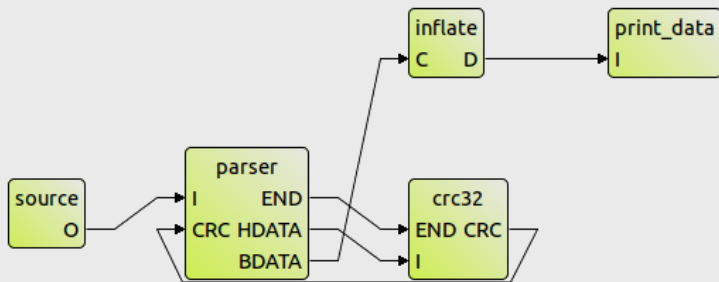 inflate
C D
print_data
I
source
O
parser
I END
CRC HDATA
BDATA
crc32
END CRC
I